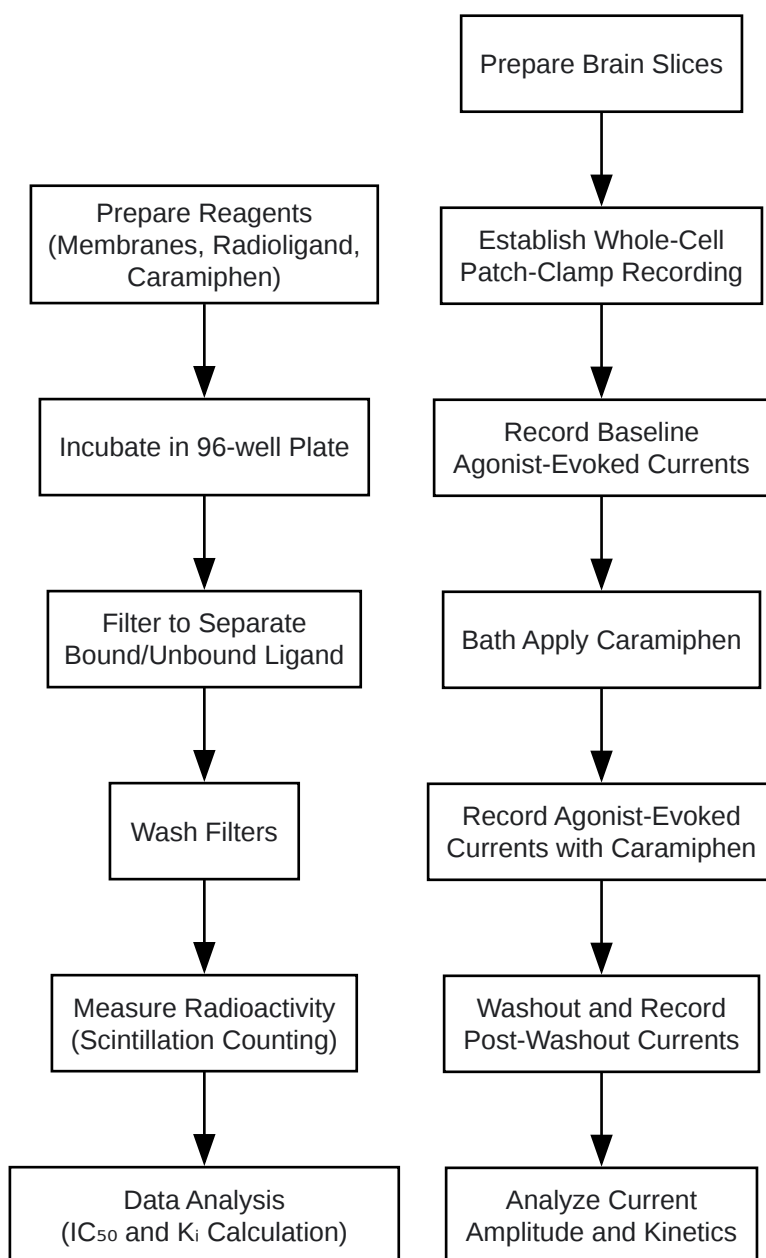 Prepare Reagents
(Membranes, Radioligand,
Caramiphen)
Incubate in 96-well Plate
Filter to Separate
Bound/Unbound Ligand
Wash Filters
Measure Radioactivity
(Scintillation Counting)
Data Analysis
(IC₅₀ and Kᵢ Calculation)
Prepare Brain Slices
Establish Whole-Cell
Patch-Clamp Recording
Record Baseline
Agonist-Evoked Currents
Bath Apply Caramiphen
Record Agonist-Evoked
Currents with Caramiphen
Washout and Record
Post-Washout Currents
Analyze Current
Amplitude and Kinetics